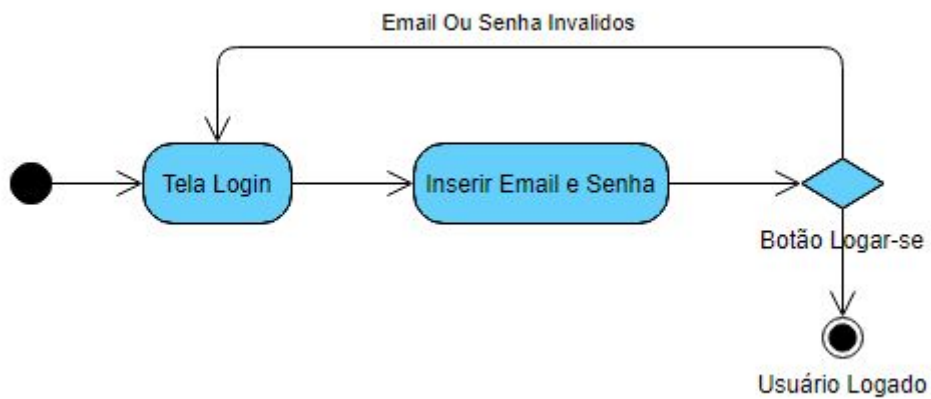 Email Ou Senha Invalidos
Tela Login
Inserir Email e Senha
Botão Logar-se
Usuário Logado